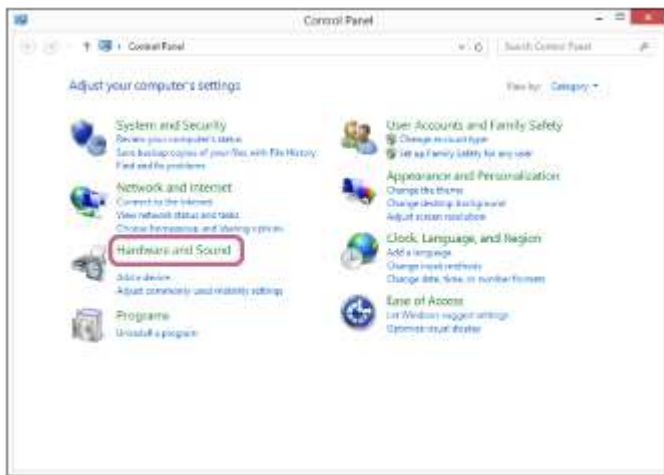 Control Panel
Control Panel
Search Control Panel
Adjust your computer's settings
View by: Category
System and Security
Review your computer's status
Save backup copies of your files with File History
Find and fix problems
Network and Internet
Connect to the Internet
View network status and tasks
Choose homegroup and sharing options
Hardware and Sound
Add a device
Adjust commonly used mobility settings
Programs
Uninstall a program
User Accounts and Family Safety
Change account type
Set up Family Safety for any user
Appearance and Personalization
Change the theme
Change desktop background
Adjust screen resolution
Clock, Language, and Region
Add a language
Change input methods
Change date, time, or number formats
Ease of Access
Let Windows suggest settings
Optimize visual display